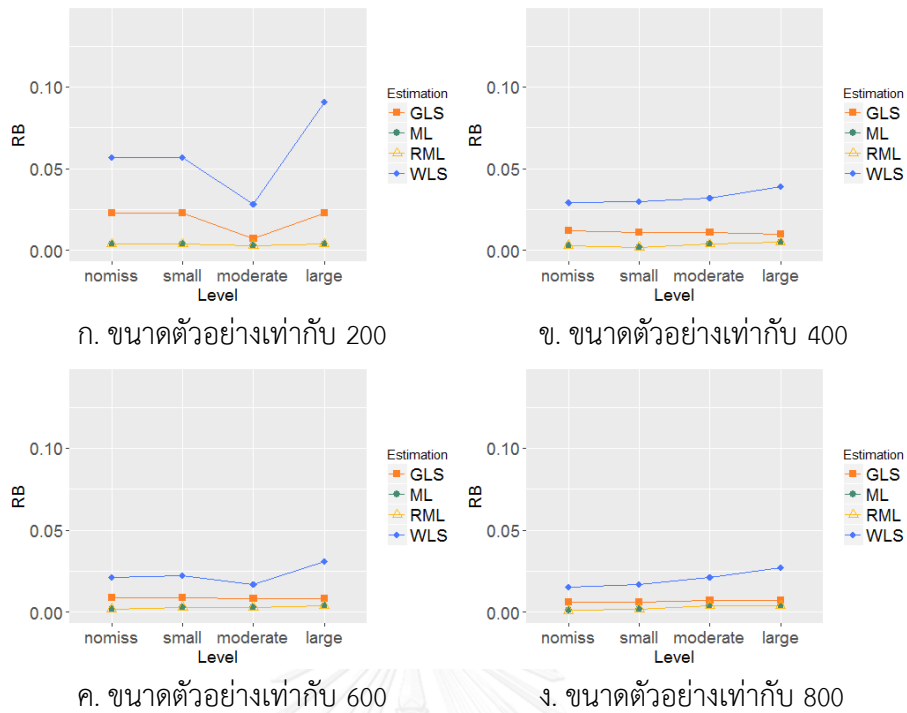 0.10
0.05
0.00
RB
nomiss small moderate large
Level
Estimation
GLS
ML
RML
WLS
ก. ขนาดตัวอย่างเท่ากับ 200
0.10
0.05
0.00
RB
nomiss small moderate large
Level
Estimation
GLS
ML
RML
WLS
ข. ขนาดตัวอย่างเท่ากับ 400
0.10
0.05
0.00
RB
nomiss small moderate large
Level
Estimation
GLS
ML
RML
WLS
ค. ขนาดตัวอย่างเท่ากับ 600
0.10
0.05
0.00
RB
nomiss small moderate large
Level
Estimation
GLS
ML
RML
WLS
ง. ขนาดตัวอย่างเท่ากับ 800